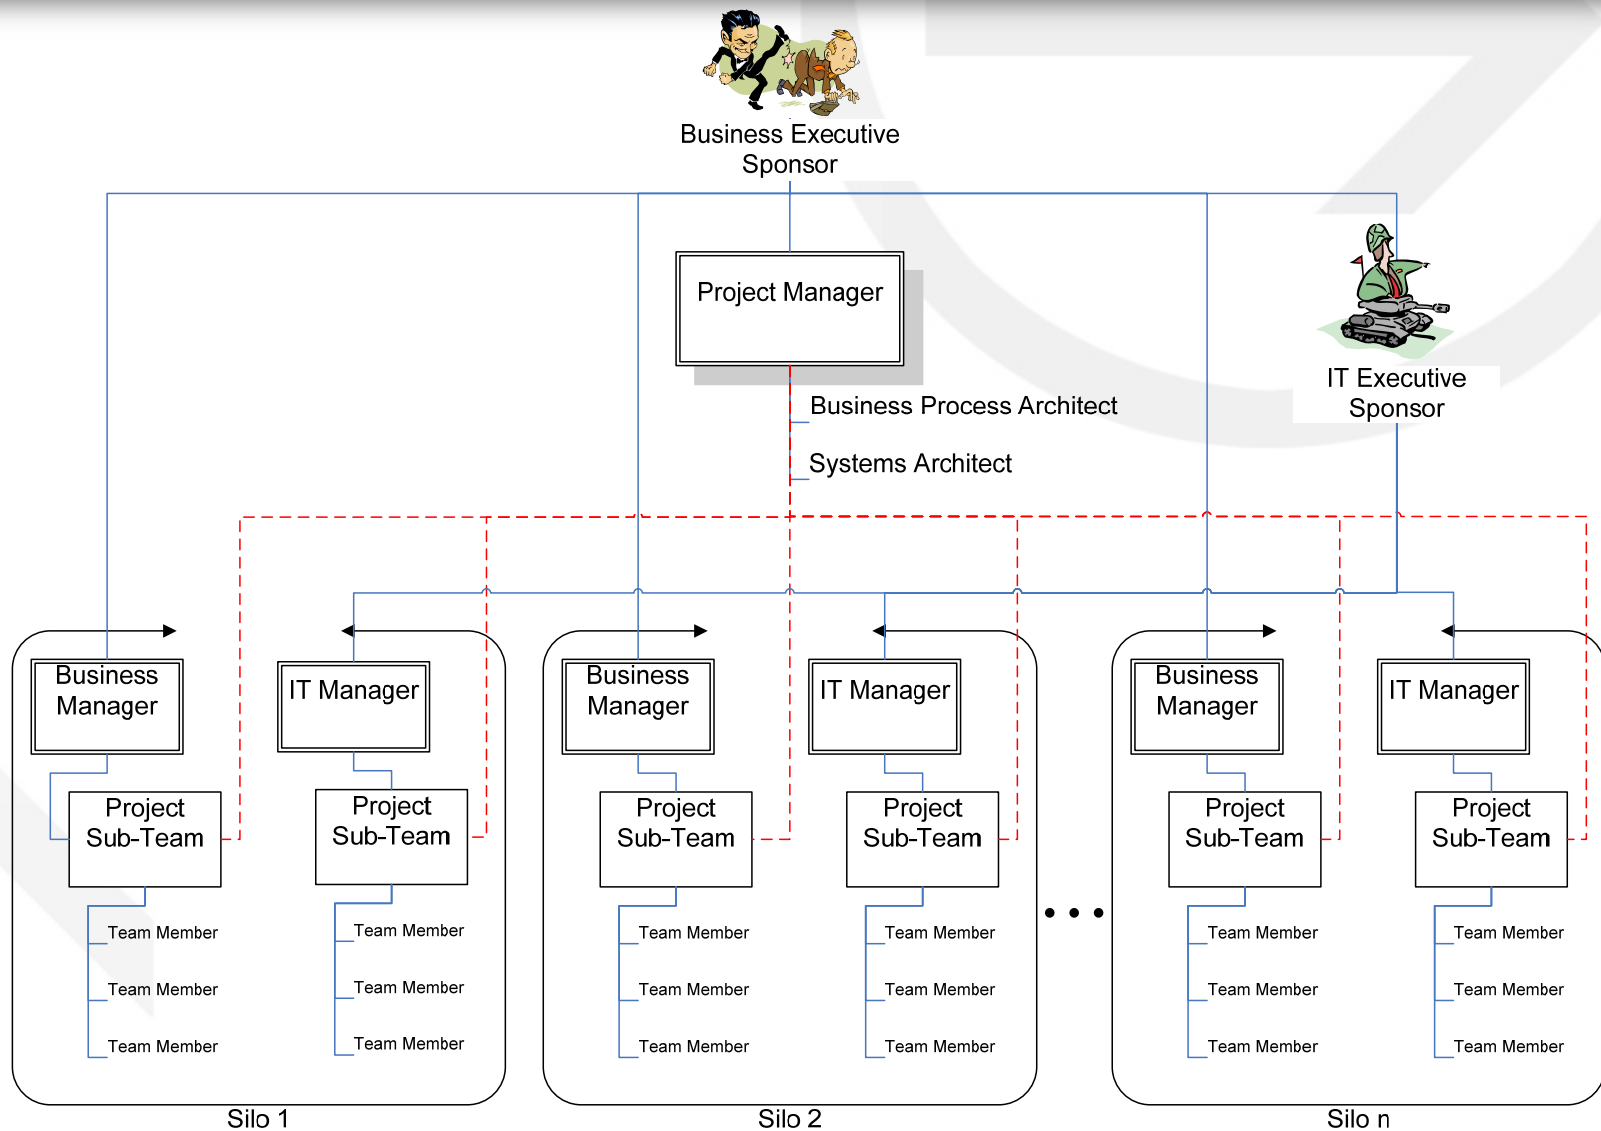 Business Executive
Sponsor
Project Manager
IT Executive
Sponsor
Business Process Architect
Systems Architect
Business
Manager
IT Manager
Project
Sub-Team
Project
Sub-Team
Team Member
Team Member
Team Member
Team Member
Team Member
Team Member
Silo 1
Business
Manager
IT Manager
Project
Sub-Team
Project
Sub-Team
Team Member
Team Member
Team Member
Team Member
Team Member
Team Member
Silo 2
Business
Manager
IT Manager
Project
Sub-Team
Project
Sub-Team
Team Member
Team Member
Team Member
Team Member
Team Member
Team Member
Silo n